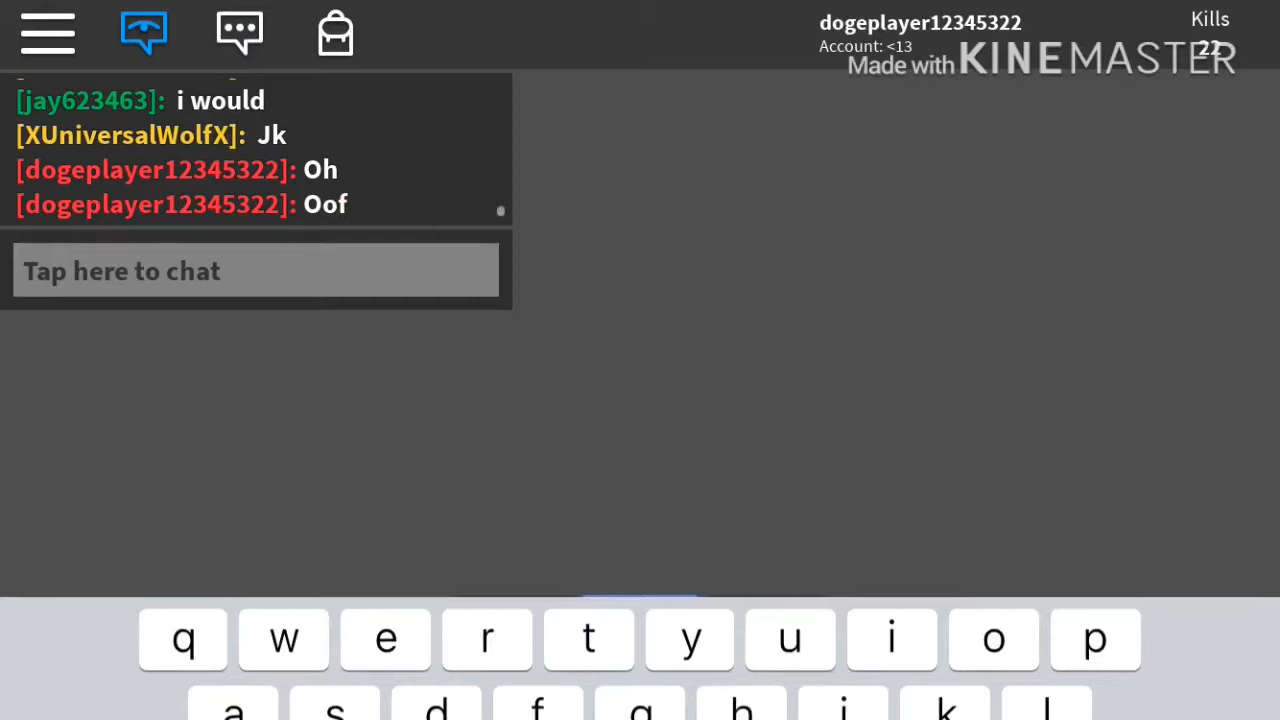 dogeplayer12345322
Account: <13
Kills
22
Made with KINEMASTER
[jay623463]: i would
[XUniversalWolfX]: Jk
[dogeplayer12345322]: Oh
[dogeplayer12345322]: Oof
Tap here to chat
q w e r t y u i o p
a s d f g h j k l